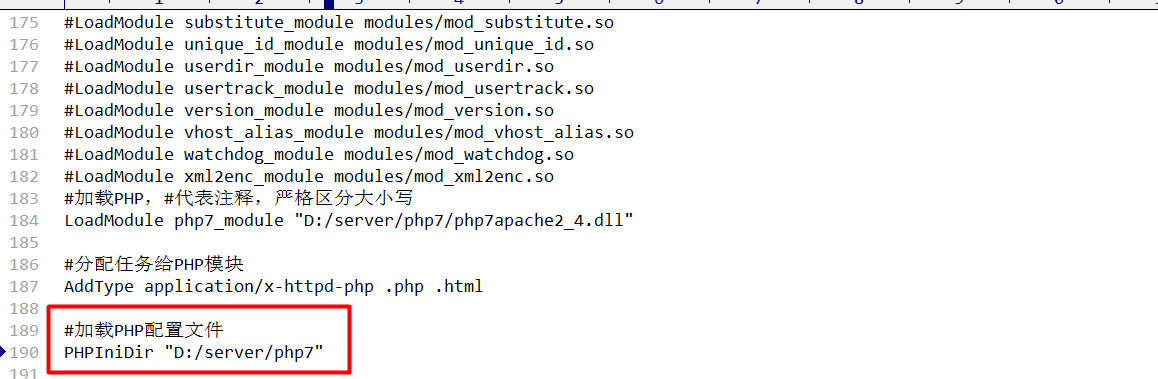 175 #LoadModule substitute_module modules/mod_substitute.so
176 #LoadModule unique_id_module modules/mod_unique_id.so
177 #LoadModule userdir_module modules/mod_userdir.so
178 #LoadModule usertrack_module modules/mod_usertrack.so
179 #LoadModule version_module modules/mod_version.so
180 #LoadModule vhost_alias_module modules/mod_vhost_alias.so
181 #LoadModule watchdog_module modules/mod_watchdog.so
182 #LoadModule xml2enc_module modules/mod_xml2enc.so
183 #加载PHP，#代表注释，严格区分大小写
184 LoadModule php7_module "D:/server/php7/php7apache2_4.dll"
185
186 #分配任务给PHP模块
187 AddType application/x-httpd-php .php .html
188
189 #加载PHP配置文件
190 PHPIniDir "D:/server/php7"
191